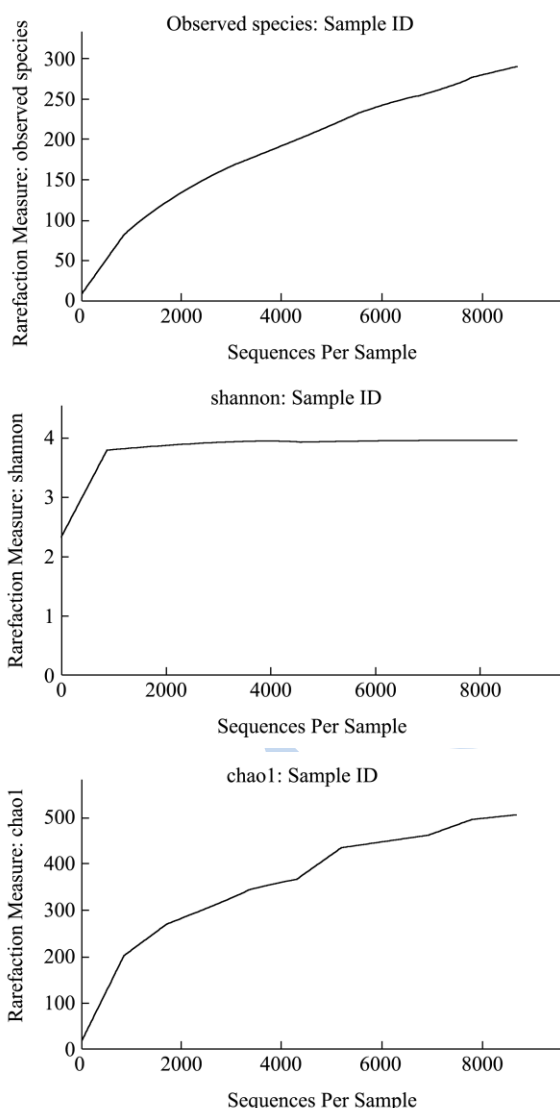 Observed species: Sample ID
Rarefaction Measure: observed species
300
250
200
150
100
50
0
0 2000 4000 6000 8000
Sequences Per Sample
shannon: Sample ID
Rarefaction Measure: shannon
4
3
2
1
0
0 2000 4000 6000 8000
Sequences Per Sample
chao1: Sample ID
Rarefaction Measure: chao1
500
400
300
200
100
0
0 2000 4000 6000 8000
Sequences Per Sample